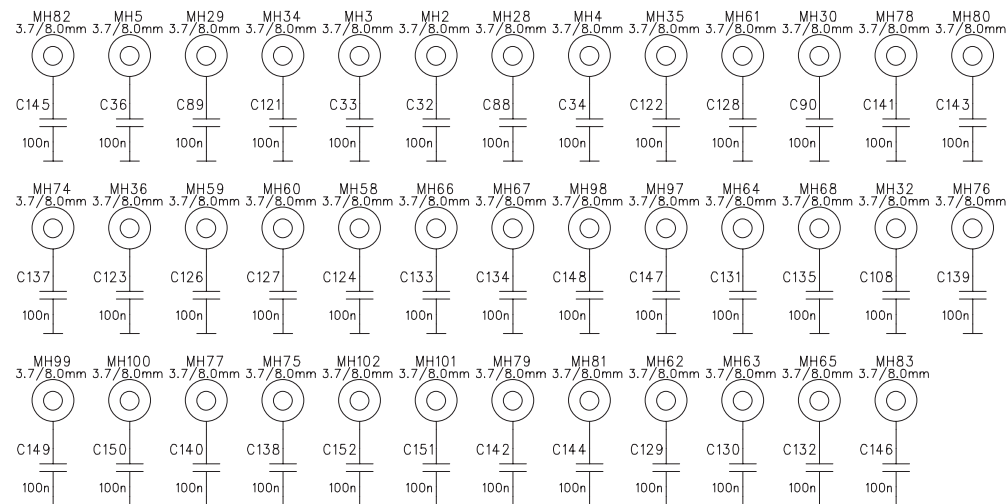 MH82 MH5 MH29 MH34 MH3 MH2 MH28 MH4 MH35 MH61 MH30 MH78 MH80
3.7/8.0mm 3.7/8.0mm 3.7/8.0mm 3.7/8.0mm 3.7/8.0mm 3.7/8.0mm 3.7/8.0mm 3.7/8.0mm 3.7/8.0mm 3.7/8.0mm 3.7/8.0mm 3.7/8.0mm 3.7/8.0mm
C145 C36 C89 C121 C33 C32 C88 C34 C122 C128 C90 C141 C143
100n 100n 100n 100n 100n 100n 100n 100n 100n 100n 100n 100n 100n
MH74 MH36 MH59 MH60 MH58 MH66 MH67 MH98 MH97 MH64 MH68 MH32 MH76
3.7/8.0mm 3.7/8.0mm 3.7/8.0mm 3.7/8.0mm 3.7/8.0mm 3.7/8.0mm 3.7/8.0mm 3.7/8.0mm 3.7/8.0mm 3.7/8.0mm 3.7/8.0mm 3.7/8.0mm 3.7/8.0mm
C137 C123 C126 C127 C124 C133 C134 C148 C147 C131 C135 C108 C139
100n 100n 100n 100n 100n 100n 100n 100n 100n 100n 100n 100n 100n
MH99 MH100 MH77 MH75 MH102 MH101 MH79 MH81 MH62 MH63 MH65 MH83
3.7/8.0mm 3.7/8.0mm 3.7/8.0mm 3.7/8.0mm 3.7/8.0mm 3.7/8.0mm 3.7/8.0mm 3.7/8.0mm 3.7/8.0mm 3.7/8.0mm 3.7/8.0mm 3.7/8.0mm
C149 C150 C140 C138 C152 C151 C142 C144 C129 C130 C132 C146
100n 100n 100n 100n 100n 100n 100n 100n 100n 100n 100n 100n